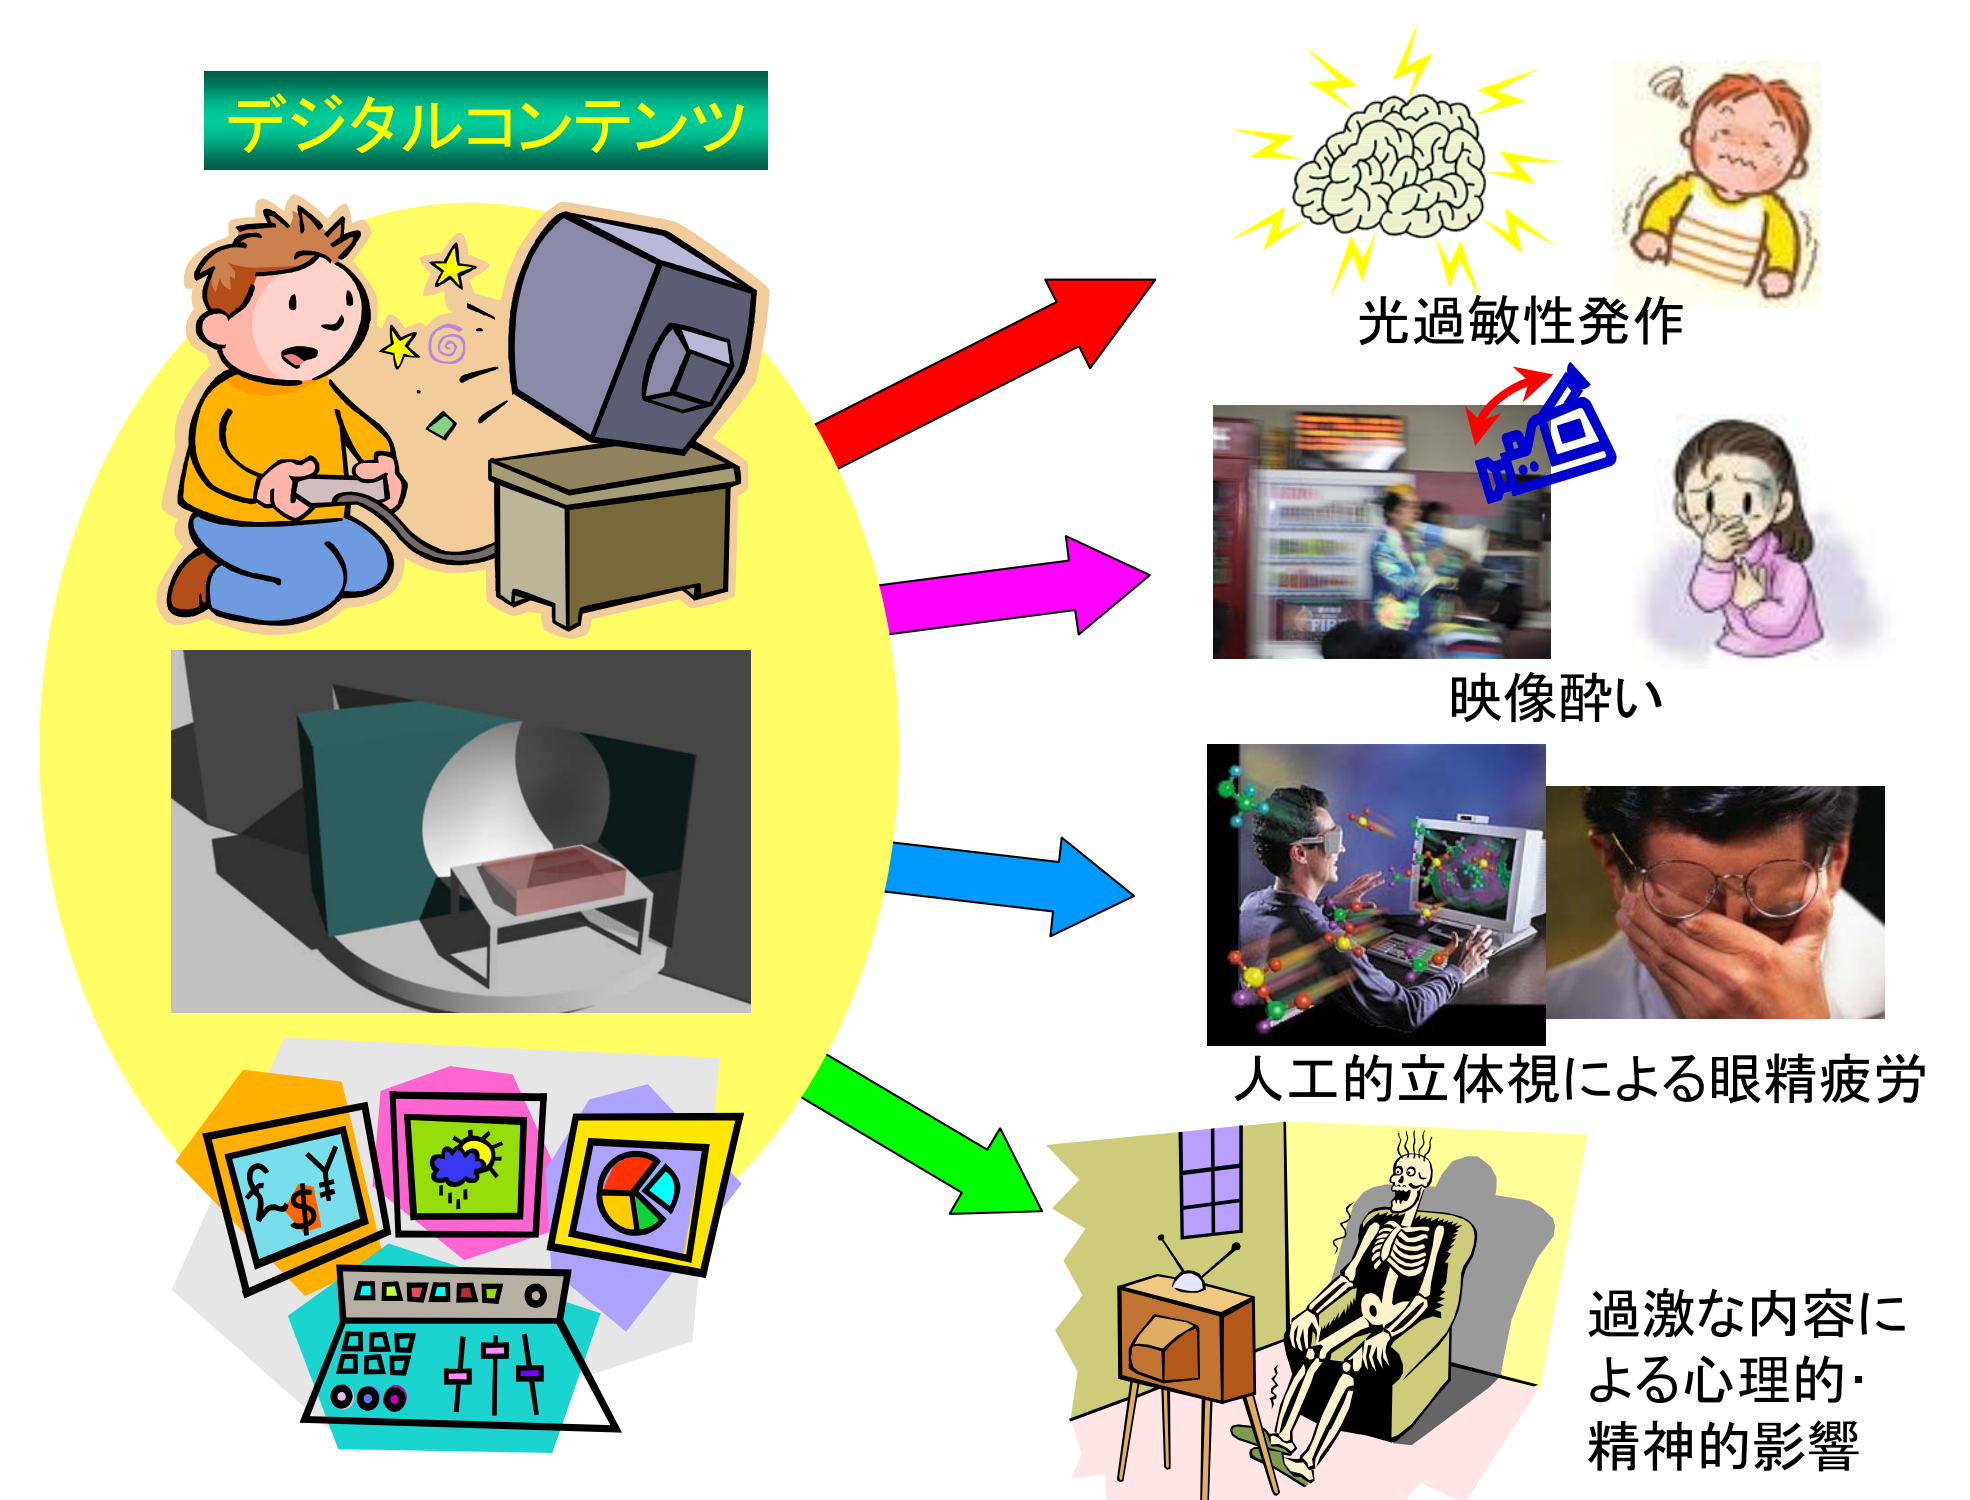 デジタルコンテンツ
光過敏性発作
FIRE
映像酔い
人工的立体視による眼精疲労
£
$
¥
過激な内容に
よる心理的・
精神的影響